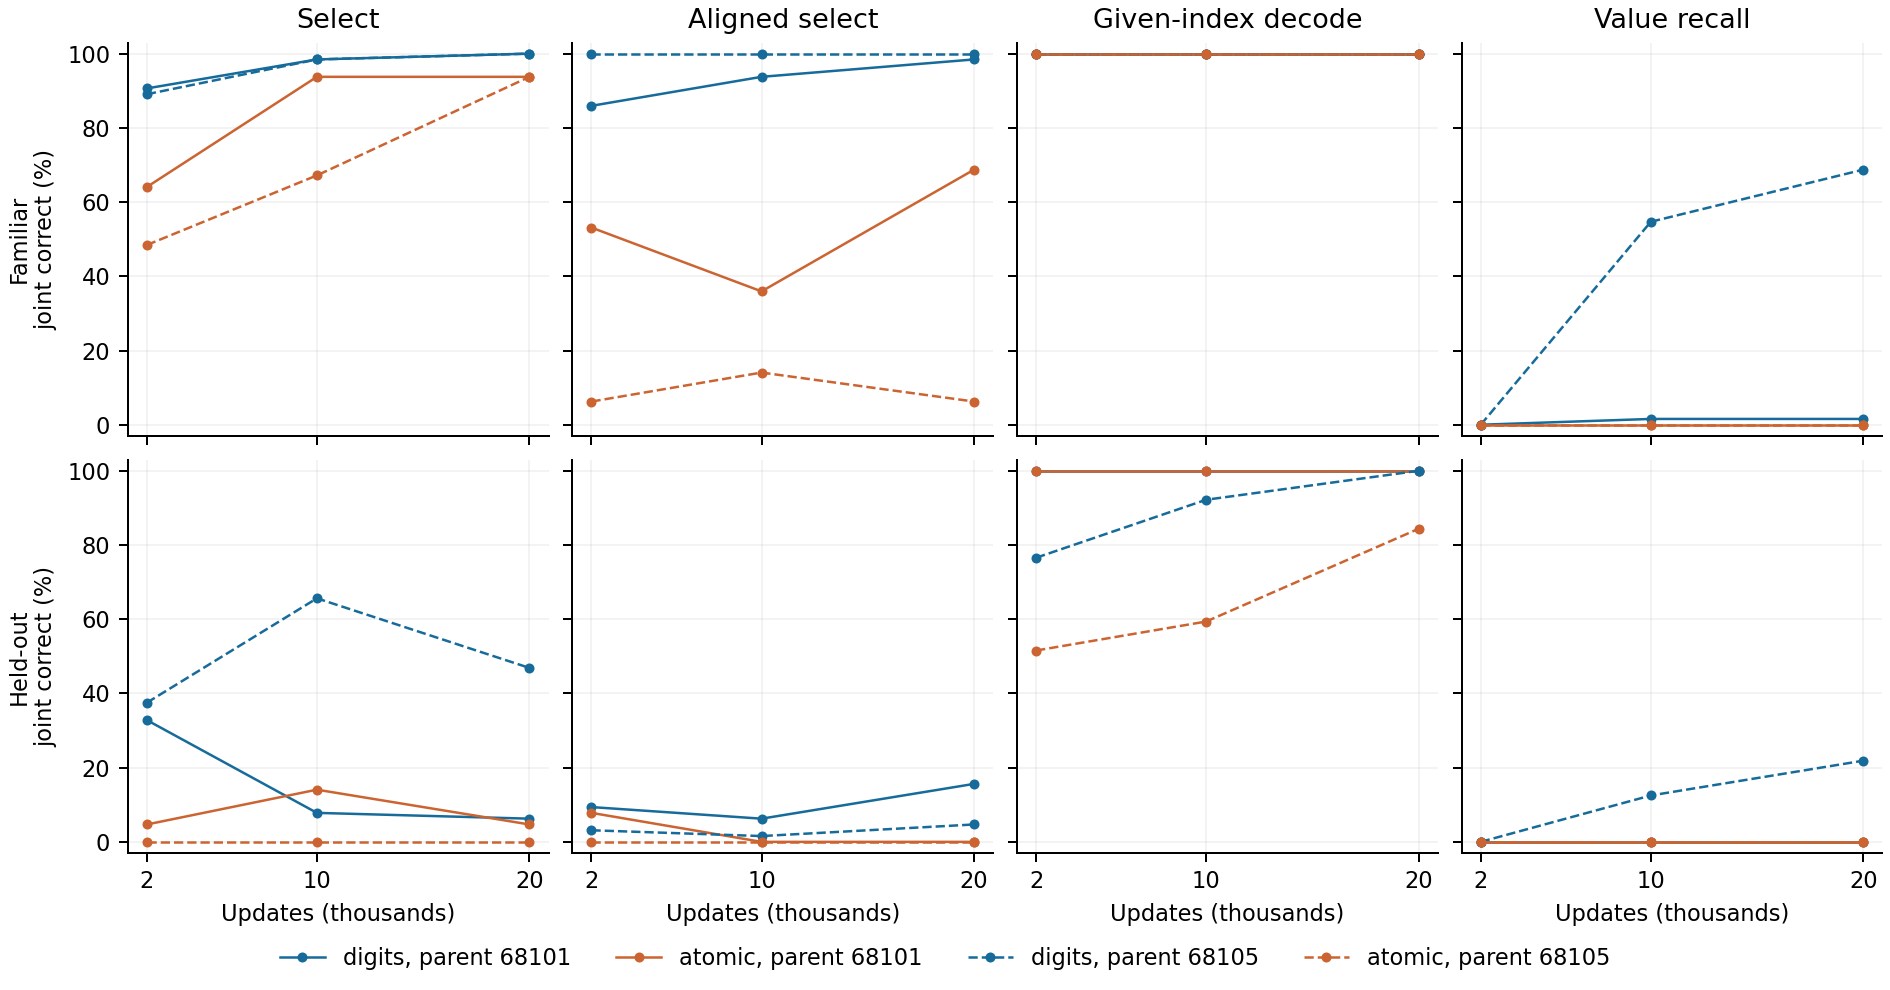 Select
Aligned select
Given-index decode
Value recall
Familiar
joint correct (%)
100
80
60
40
20
0
Held-out
joint correct (%)
100
80
60
40
20
0
2 10 20
2 10 20
2 10 20
2 10 20
Updates (thousands)
Updates (thousands)
Updates (thousands)
Updates (thousands)
digits, parent 68101
atomic, parent 68101
digits, parent 68105
atomic, parent 68105